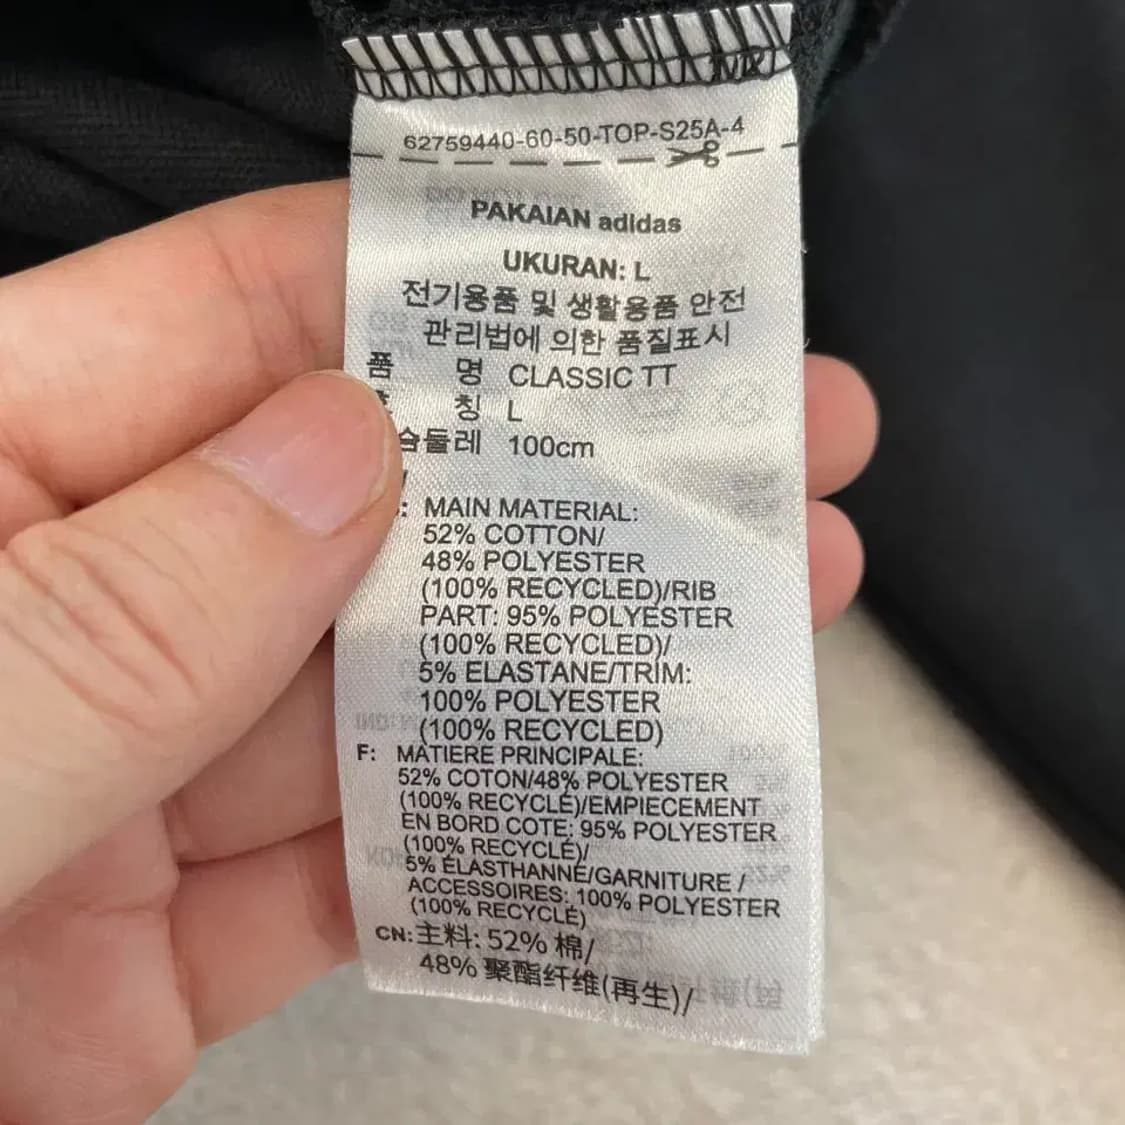 62759440-60-50-TOP-S25A-4
PAKAIAN adidas
UKURAN: L
전기용품 및 생활용품 안전
관리법에 의한 품질표시
품 명 CLASSIC TT
칭 L
슴둘레 100cm
: MAIN MATERIAL:
52% COTTON/
48% POLYESTER
(100% RECYCLED)/RIB
PART: 95% POLYESTER
(100% RECYCLED)/
5% ELASTANE/TRIM:
100% POLYESTER
(100% RECYCLED)
F: MATIERE PRINCIPALE:
52% COTON/48% POLYESTER
(100% RECYCLÉ)/EMPIECEMENT
EN BORD COTE: 95% POLYESTER
(100% RECYCLÉ)/
5% ÉLASTHANNE/GARNITURE /
ACCESSOIRES: 100% POLYESTER
(100% RECYCLÉ)
CN: 主料: 52% 棉/
48% 聚酯纤维(再生)/